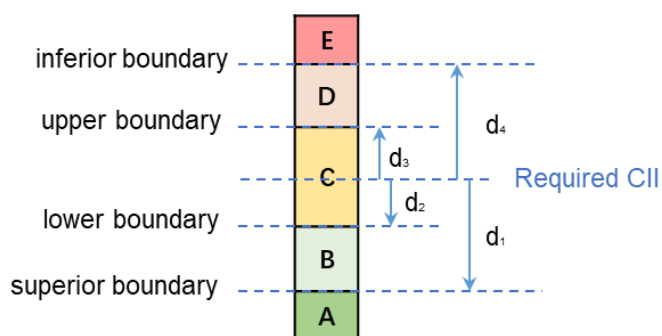 E
inferior boundary
D
d₄
upper boundary
d₃
C
Required CII
d₂
lower boundary
d₁
B
superior boundary
A